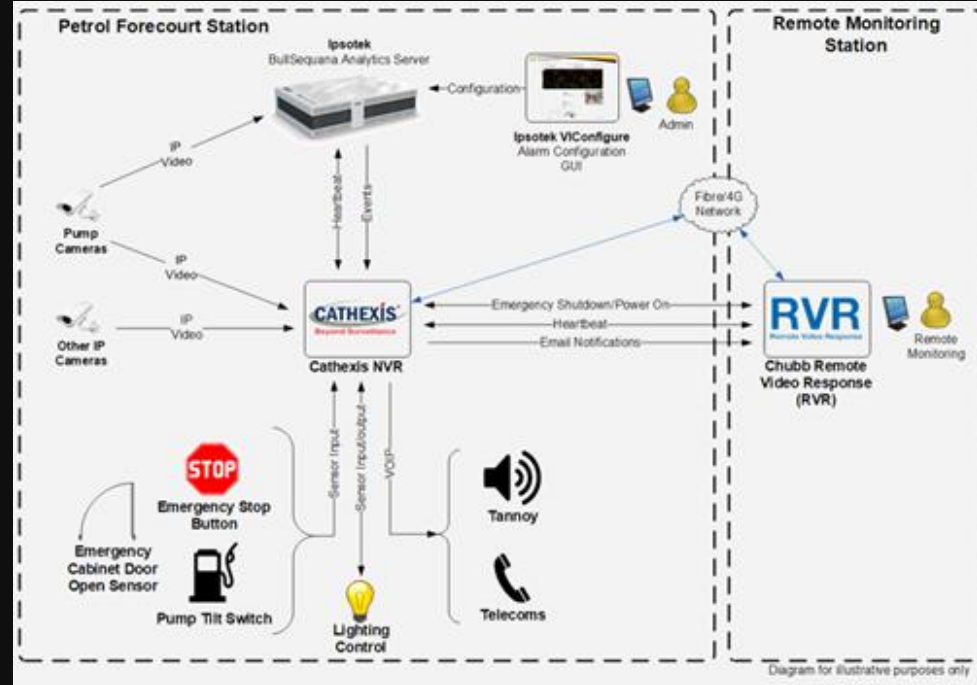 Petrol Forecourt Station
Remote Monitoring
Station
Ipsotek
BullSequana Analytics Server
Configuration
Ipsotek VIConfigure
Alarm Configuration
GUI
Admin
IP
Video
Pump
Cameras
IP
Video
Other IP
Cameras
IP
Video
Heartbeat
Events
Fibre/4G
Network
CATHEXIS
Beyond Surveillance
Cathexis NVR
Emergency Shutdown/Power On
Heartbeat
Email Notifications
RVR
Remote Video Response
Chubb Remote
Video Response
(RVR)
Remote
Monitoring
Sensor Input
Sensor Input/output
VOIP
STOP
Emergency Stop
Button
Emergency
Cabinet Door
Open Sensor
Pump Tilt Switch
Lighting
Control
Tannoy
Telecoms
Diagram for illustrative purposes only